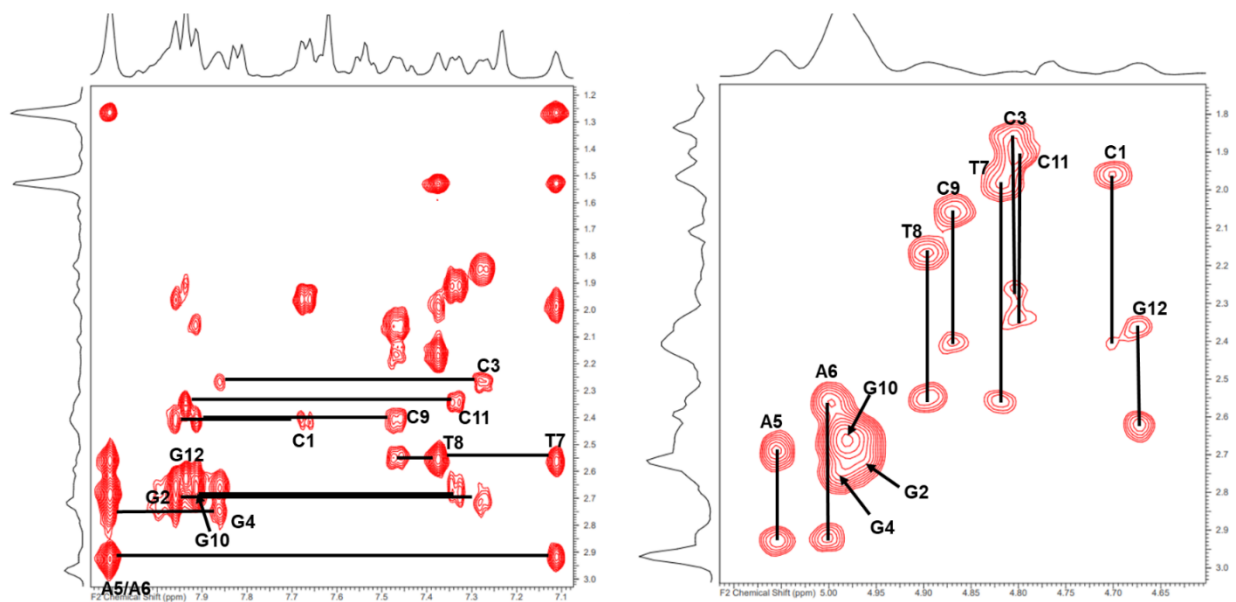 1.2
1.3
1.4
1.5
1.6
1.7
1.8
1.9
2.0
2.1
2.2
2.3
2.4
2.5
2.6
2.7
2.8
2.9
3.0
C3
C9
C11
C1
T8
T7
G12
G2
G4
G10
A5/A6
F2 Chemical Shift (ppm)
7.9 7.8 7.7 7.6 7.5 7.4 7.3 7.2 7.1
1.8
1.9
2.0
2.1
2.2
2.3
2.4
2.5
2.6
2.7
2.8
2.9
3.0
C3
C11
C1
T7
C9
T8
G12
A6
G10
A5
G2
G4
F2 Chemical Shift (ppm)
5.00 4.95 4.90 4.85 4.80 4.75 4.70 4.65